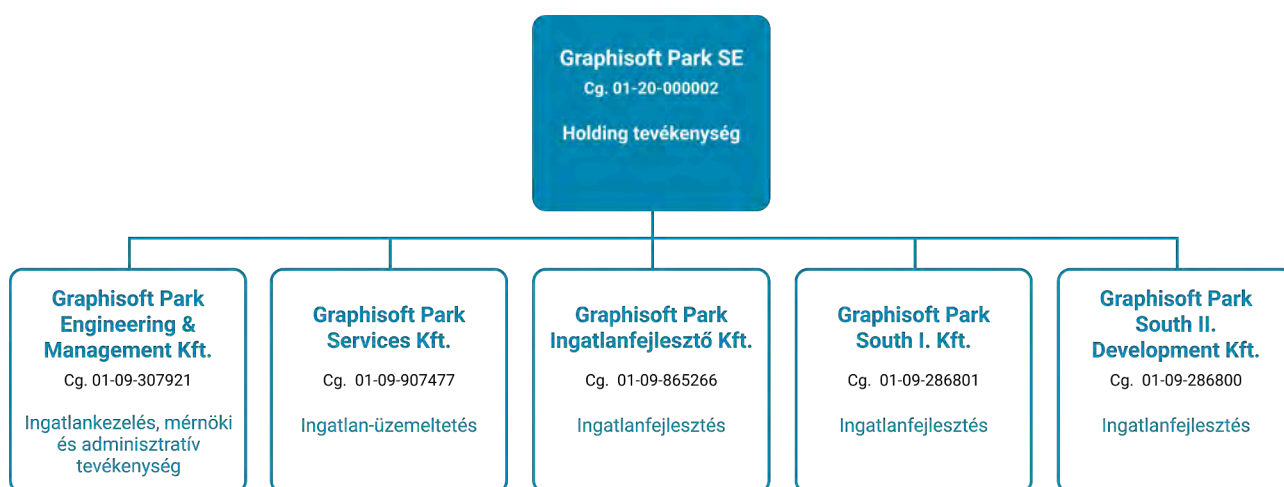 Graphisoft Park SE
Cg. 01-20-000002
Holding tevékenység
Graphisoft Park
Engineering &
Management Kft.
Cg. 01-09-307921
Ingatlankezelés, mérnöki
és adminisztratív
tevékenység
Graphisoft Park
Services Kft.
Cg. 01-09-907477
Ingatlan-üzemeltetés
Graphisoft Park
Ingatlanfejlesztő Kft.
Cg. 01-09-865266
Ingatlanfejlesztés
Graphisoft Park
South I. Kft.
Cg. 01-09-286801
Ingatlanfejlesztés
Graphisoft Park
South II.
Development Kft.
Cg. 01-09-286800
Ingatlanfejlesztés